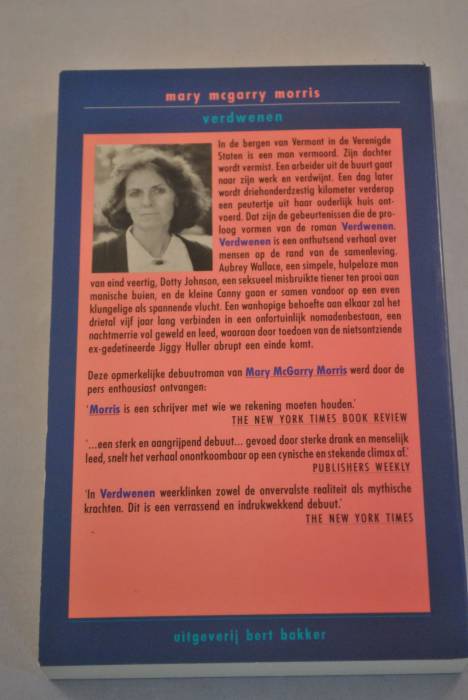 mary mcgarry morris
verdwenen
In de bergen van Vermont in de Verenigde
Staten is een man vermoord. Zijn dochter
wordt vermist. Een arbeider uit de buurt gaat
naar zijn werk en verdwijnt. Een dag later
wordt driehonderdzestig kilometer verderop
een peutertje uit haar ouderlijk huis ont-
voerd. Dat zijn de gebeurtenissen die de pro-
loog vormen van de roman Verdwenen.
Verdwenen is een onthutsend verhaal over
mensen op de rand van de samenleving.
Aubrey Wallace, een simpele, hulpeloze man
van eind veertig, Dotty Johnson, een seksueel misbruikte tiener ten prooi aan
manische buien, en de kleine Canny gaan er samen vandoor op een even
klungelige als spannende vlucht. Een wanhopige behoefte aan elkaar zal het
drietal vijf jaar lang verbinden in een onfortuinlijk nomadenbestaan, een
nachtmerrie vol geweld en leed, waaraan door toedoen van de nietsontziende
ex-gedetineerde Jiggy Huller abrupt een einde komt.
Deze opmerkelijke debuutroman van Mary McGarry Morris werd door de
pers enthousiast ontvangen:
'Morris is een schrijver met wie we rekening moeten houden.'
THE NEW YORK TIMES BOOK REVIEW
'...een sterk en aangrijpend debuut... gevoed door sterke drank en menselijk
leed, snelt het verhaal onontkoombaar op een cynische en stekende climax af.'
PUBLISHERS WEEKLY
'In Verdwenen weerklinken zowel de onvervalste realiteit als mythische
krachten. Dit is een verrassend en indrukwekkend debuut.'
THE NEW YORK TIMES
uitgeverij bert bakker